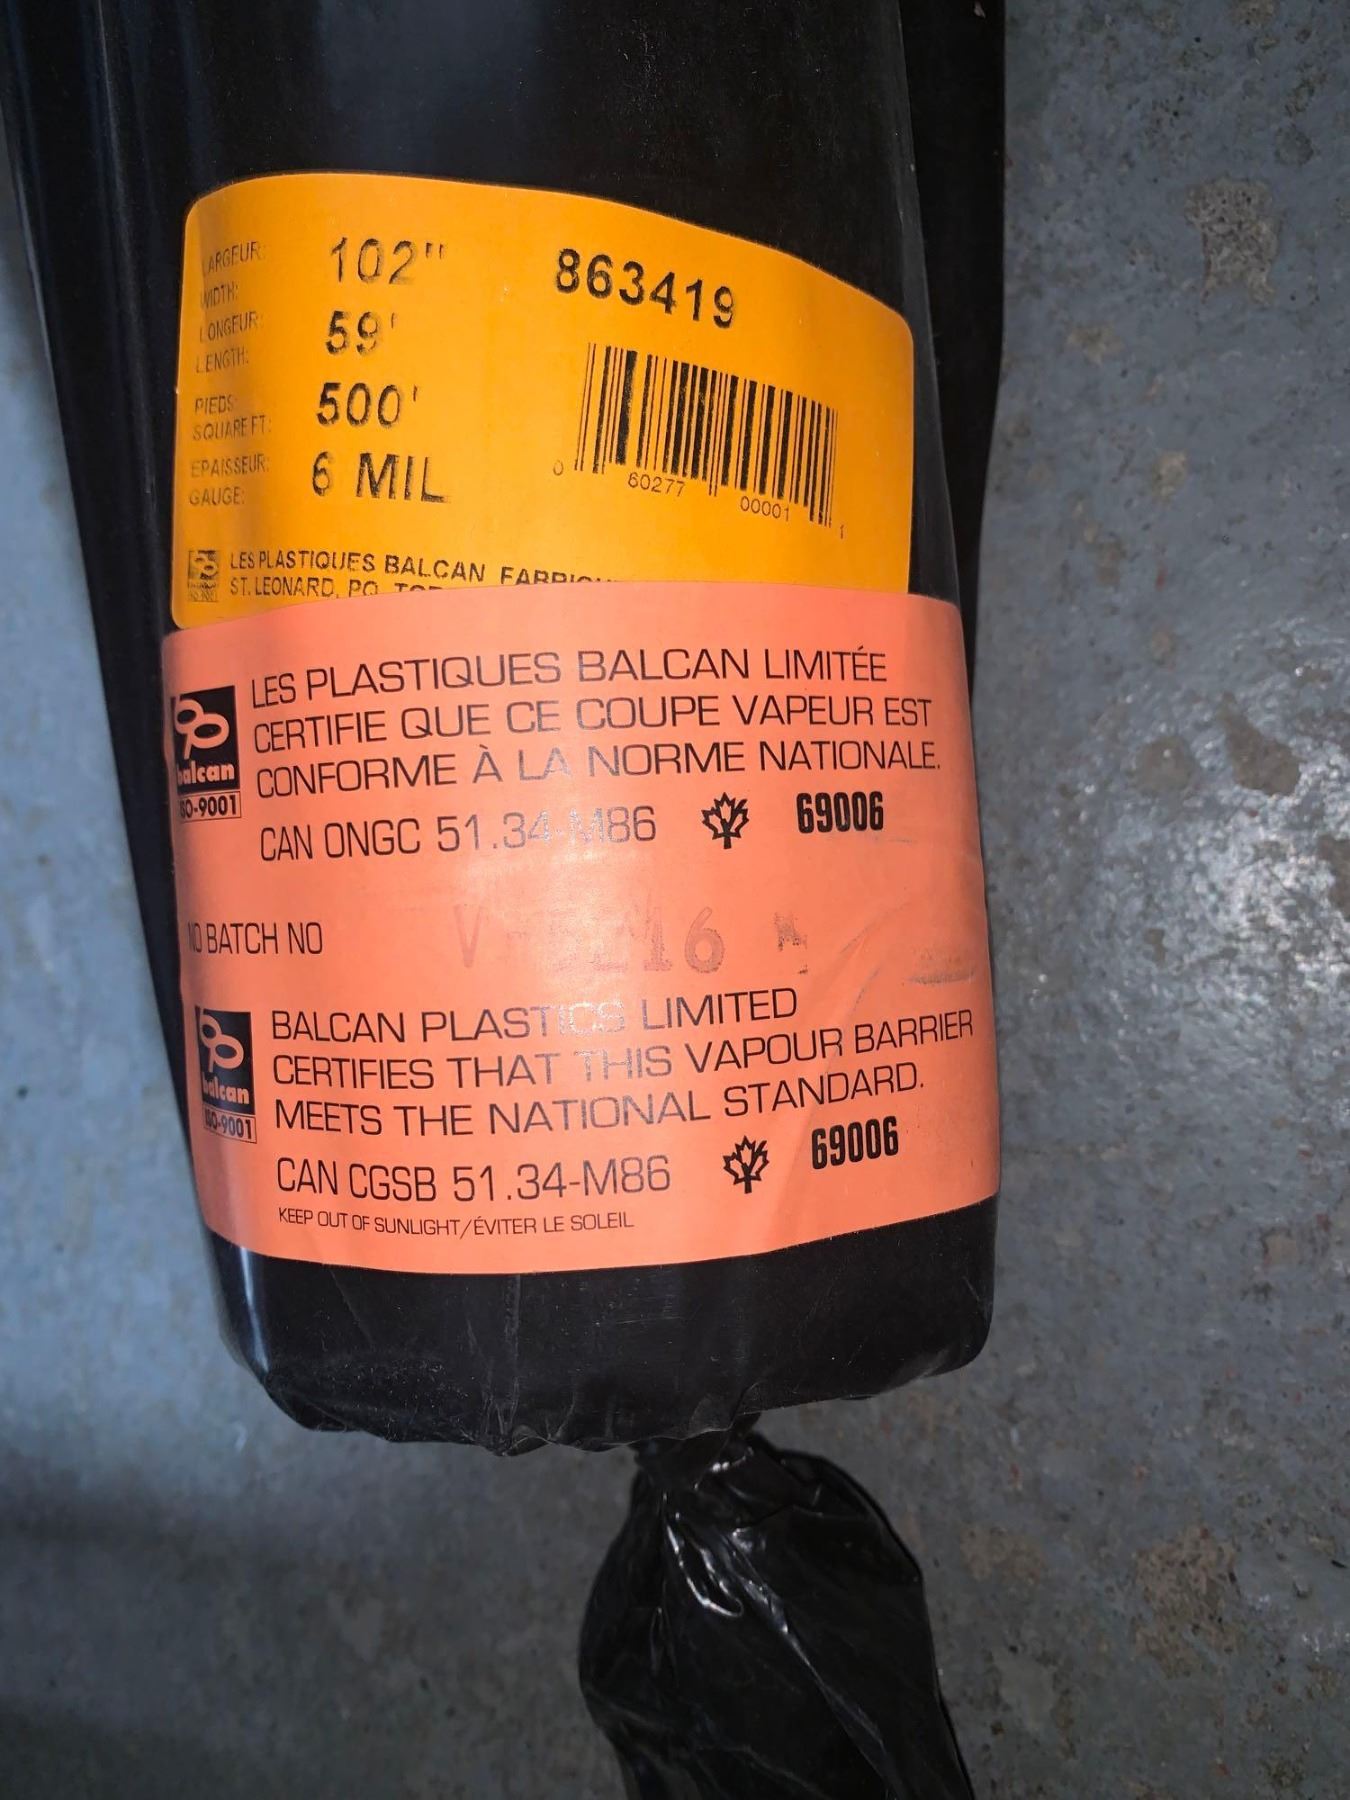 LARGEUR:
WIDTH:
102"
863419
LONGEUR:
LENGTH:
59'
PIEDS:
SQUARE FT:
500'
EPAISSEUR:
GAUGE:
6 MIL
0 60277 00001 1
LES PLASTIQUES BALCAN
ST. LEONARD, PQ
LES PLASTIQUES BALCAN LIMITÉE
CERTIFIE QUE CE COUPE VAPEUR EST
CONFORME À LA NORME NATIONALE.
balcan
ISO-9001
CAN ONGC 51.34-M86 69006
NO BATCH NO
BALCAN PLASTICS LIMITED
CERTIFIES THAT THIS VAPOUR BARRIER
MEETS THE NATIONAL STANDARD.
balcan
ISO-9001
CAN CGSB 51.34-M86 69006
KEEP OUT OF SUNLIGHT/ÉVITER LE SOLEIL